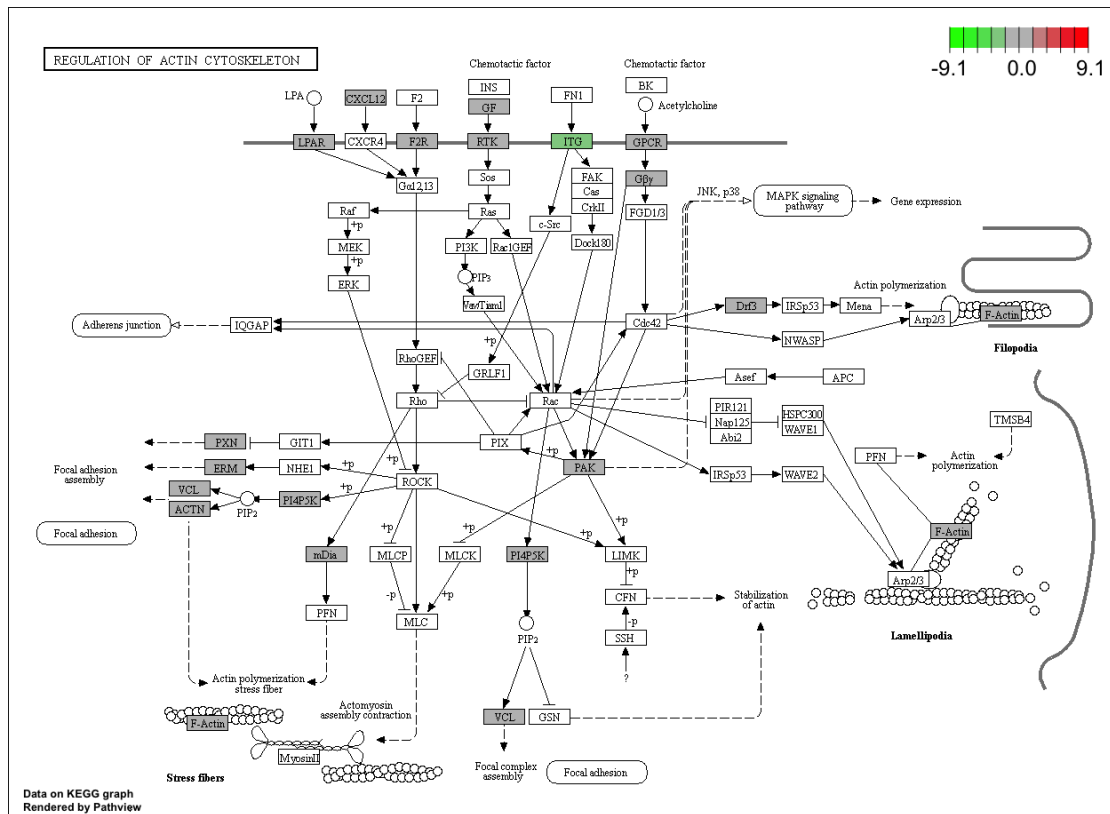 REGULATION OF ACTIN CYTOSKELETON
-9.1 0.0 9.1
Chemotactic factor
Chemotactic factor
LPA
CXCL12
F2
INS
GF
FN1
BK
Acetylcholine
LPAR
CXCR4
F2R
RTK
ITG
GPCR
Gα12,13
Sos
FAK
Cas
CrkII
Gβγ
JNK, p38
MAPK signaling
pathway
Gene expression
Raf
Ras
c-Src
FGD1/3
+p
MEK
PI3K
Rac1GEF
Dock180
+p
ERK
PIP3
Vav/Tiam1
Actin polymerization
Drf3
IRSp53
Mena
F-Actin
Arp2/3
Adherens junction
IQGAP
Cdc42
NWASP
Filopodia
+p
RhoGEF
GRLF1
Asef
APC
Rho
Rac
PIR121
Nap125
Abi2
HSPC300
WAVE1
TMSB4
PXN
GIT1
PIX
PFN
Actin
polymerization
Focal adhesion
assembly
ERM
NHE1
+p
+p
PAK
IRSp53
WAVE2
ROCK
VCL
ACTN
PIP2
PI4P5K
+p
Focal adhesion
F-Actin
+p
+p
+p
+p
mDia
MLCP
MLCK
PI4P5K
LIMK
+p
Arp2/3
-p
+p
CFN
Stabilization
of actin
PFN
MLC
-p
Lamellipodia
PIP2
SSH
?
Actin polymerization
stress fiber
Actomyosin
assembly contraction
F-Actin
VCL
GSN
MyosinII
Stress fibers
Focal complex
assembly
Focal adhesion
Data on KEGG graph
Rendered by Pathview